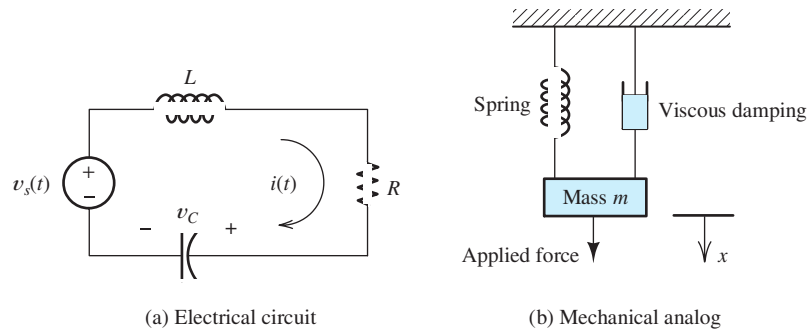 L
+
−
v_s(t)
i(t)
R
v_C
− +
(a) Electrical circuit
Spring
Viscous damping
Mass m
Applied force
x
(b) Mechanical analog